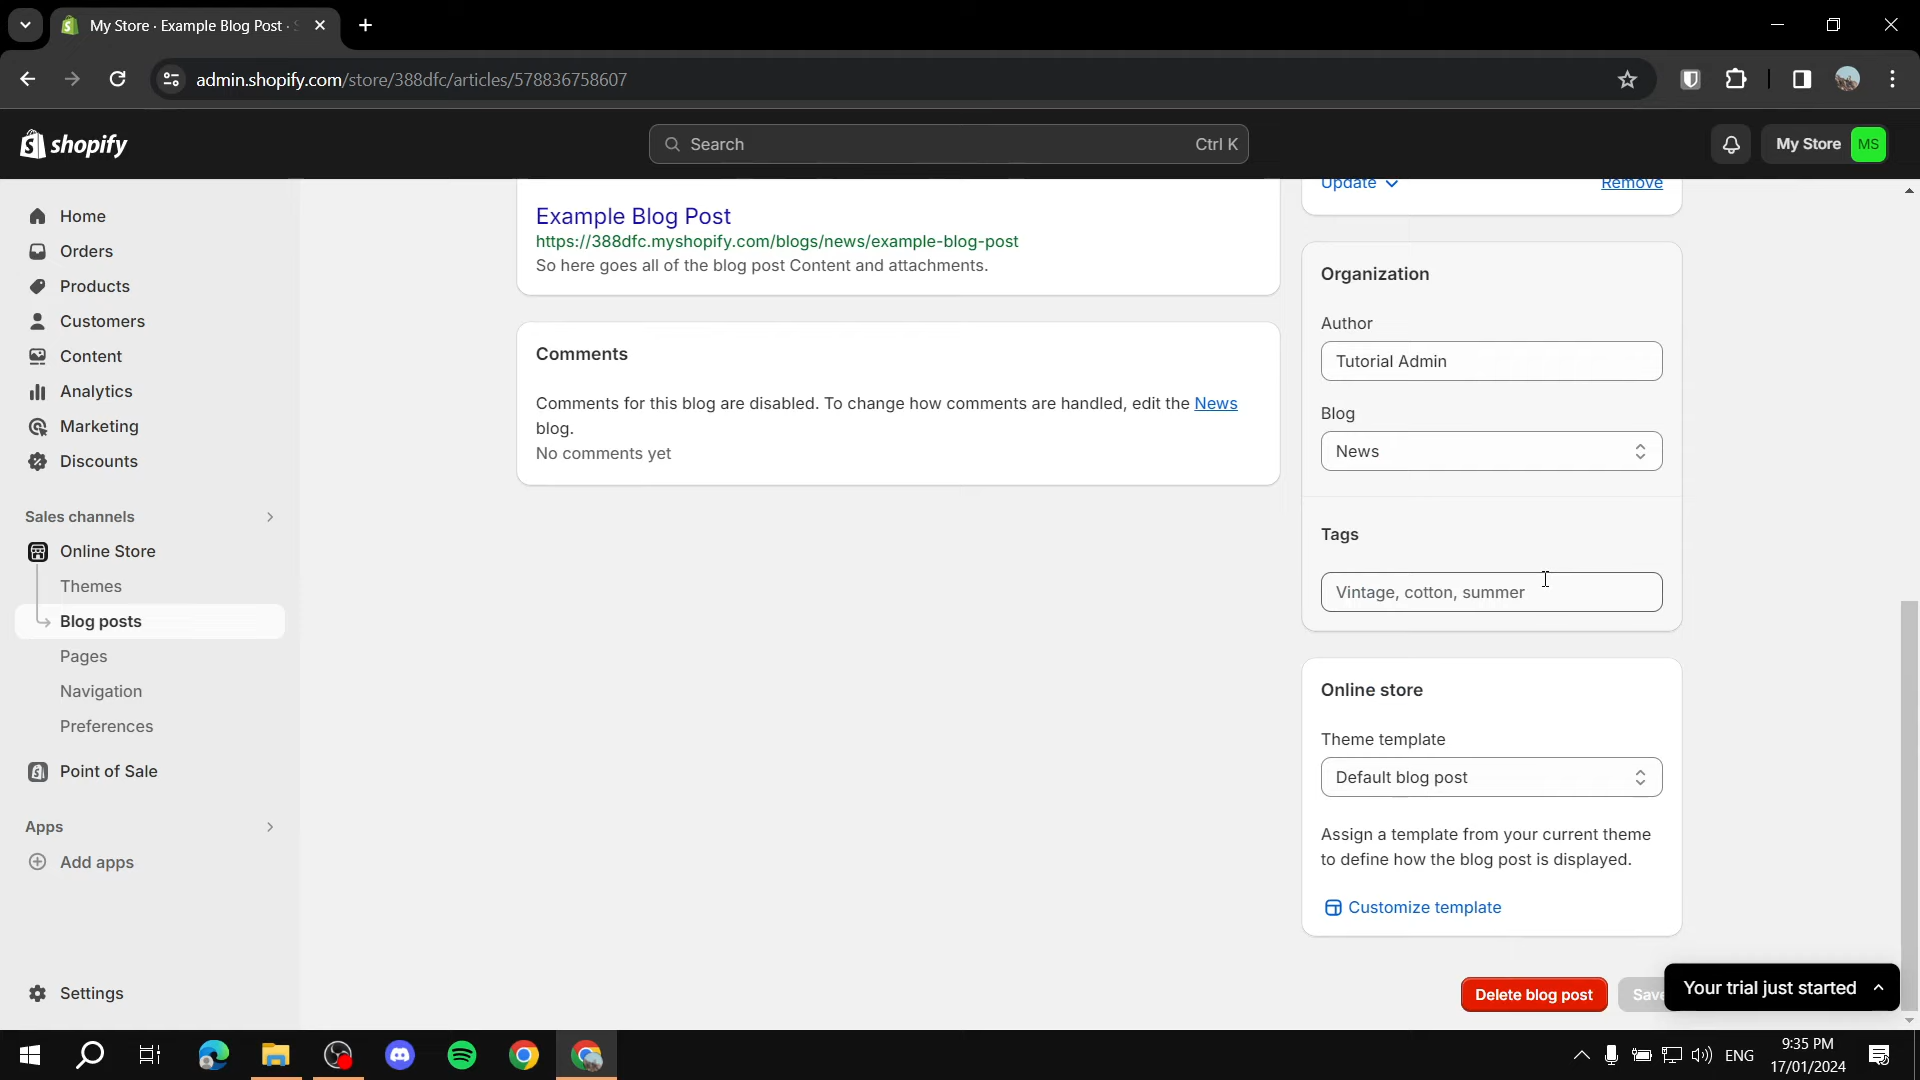 My Store · Example Blog Post ·
admin.shopify.com/store/388dfc/articles/578836758607
shopify
Search
Ctrl K
My Store
MS
Home
Orders
Products
Customers
Content
Analytics
Marketing
Discounts
Sales channels
Online Store
Themes
Blog posts
Pages
Navigation
Preferences
Point of Sale
Apps
Add apps
Settings
Example Blog Post
https://388dfc.myshopify.com/blogs/news/example-blog-post
So here goes all of the blog post Content and attachments.
Comments
Comments for this blog are disabled. To change how comments are handled, edit the News
blog.
No comments yet
Update
Remove
Organization
Author
Tutorial Admin
Blog
News
Tags
Vintage, cotton, summer
Online store
Theme template
Default blog post
Assign a template from your current theme
to define how the blog post is displayed.
Customize template
Delete blog post
Your trial just started
ENG
9:35 PM
17/01/2024